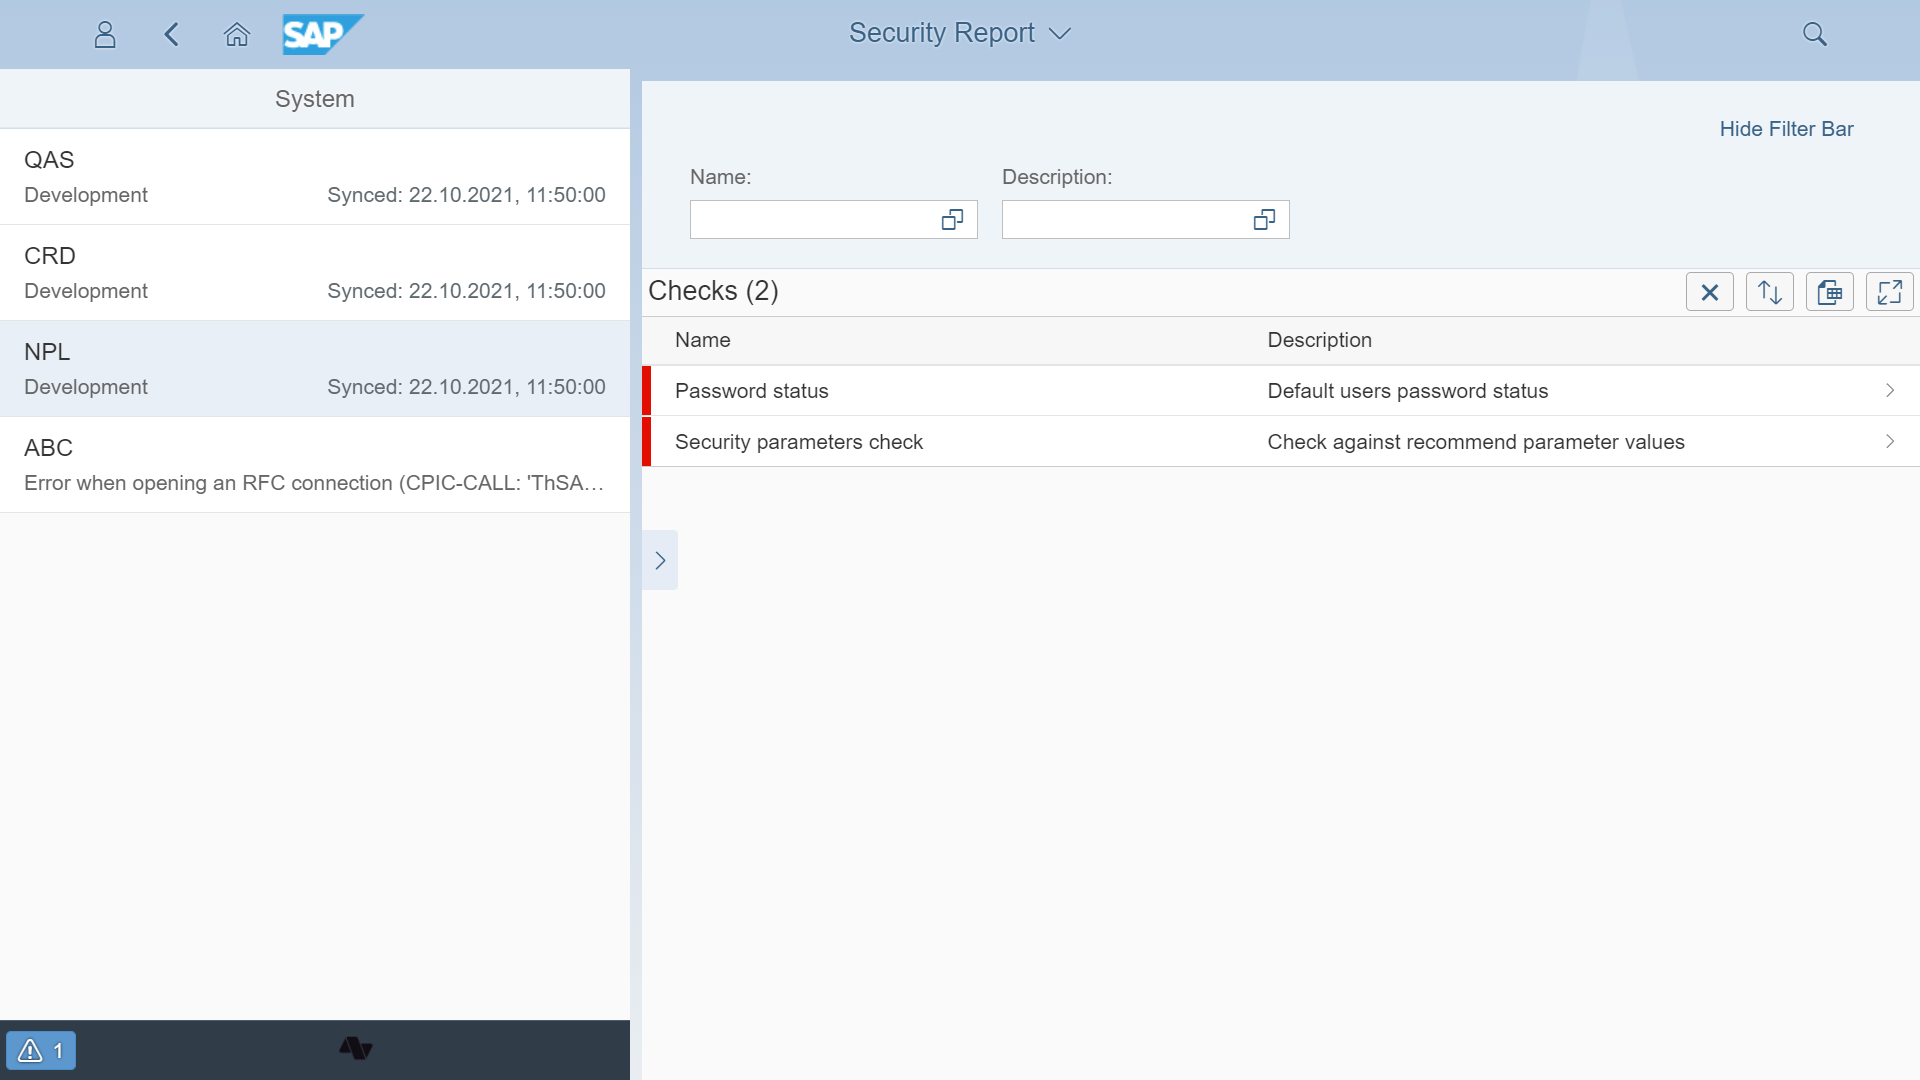 SAP
Security Report
System
QAS
Development Synced: 22.10.2021, 11:50:00
CRD
Development Synced: 22.10.2021, 11:50:00
NPL
Development Synced: 22.10.2021, 11:50:00
ABC
Error when opening an RFC connection (CPIC-CALL: 'ThSA...
1
Hide Filter Bar
Name: Description:
Checks (2)
Name Description
Password status Default users password status
Security parameters check Check against recommend parameter values